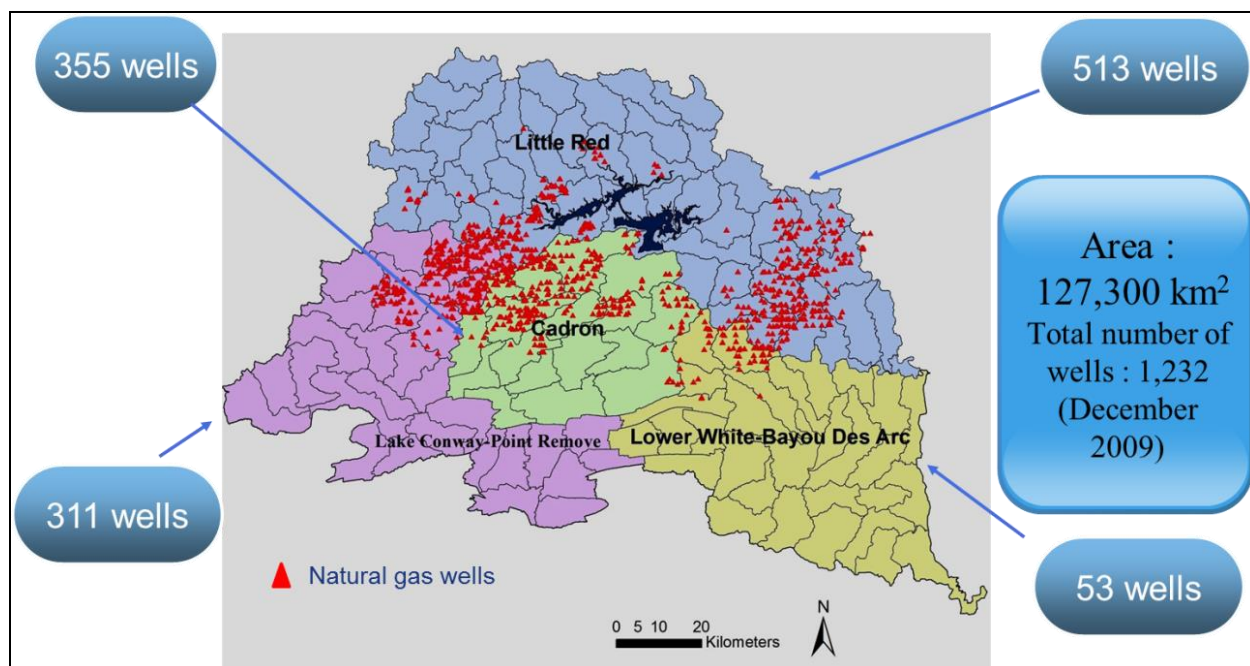 355 wells
513 wells
Little Red
Area :
127,300 km²
Total number of
wells : 1,232
(December
2009)
Cadron
Lake Conway-Point Remove
Lower White-Bayou Des Arc
311 wells
Natural gas wells
53 wells
N
0 5 10 20
Kilometers